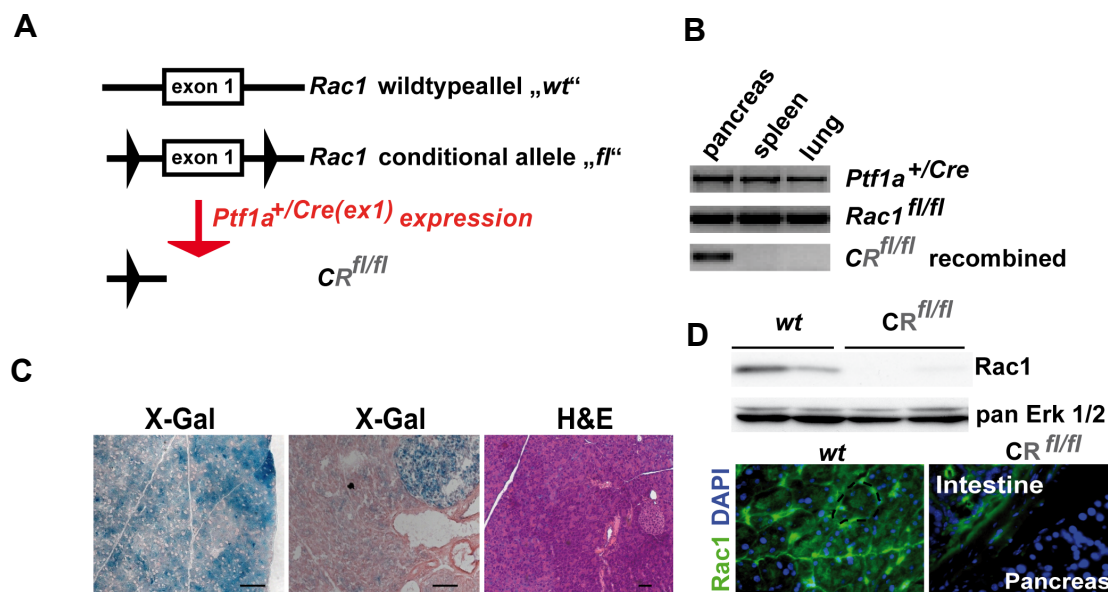 A
exon 1 Rac1 wildtypeallel „wt“
exon 1 Rac1 conditional allele „fl“
Ptf1a+/Cre(ex1) expression
CRfl/fl
B
pancreas spleen lung
Ptf1a+/Cre
Rac1fl/fl
CRfl/fl recombined
C
X-Gal X-Gal H&E
D
wt CRfl/fl
Rac1
pan Erk 1/2
wt CRfl/fl
Rac1 DAPI
Intestine
Pancreas